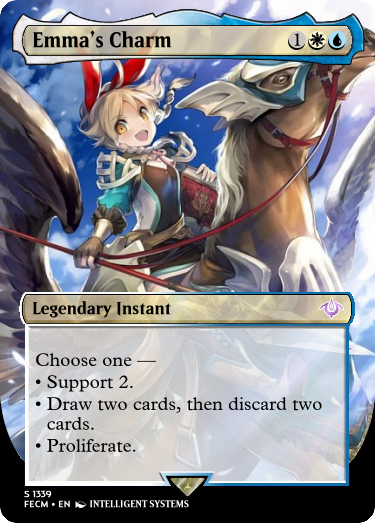 Emma's Charm 1
Legendary Instant
Choose one —
• Support 2.
• Draw two cards, then discard two
cards.
• Proliferate.
S 1339
FECM • EN INTELLIGENT SYSTEMS